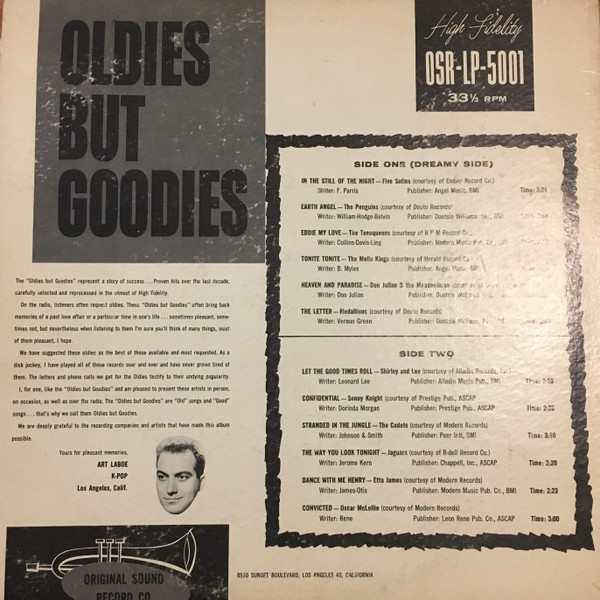 OLDIES
BUT
GOODIES
High Fidelity
OSR-LP-5001
33⅓ RPM
The "Oldies but Goodies" represent a story of success . . . Proven hits over the last decade,
carefully selected and reprocessed in the utmost of High Fidelity.
On the radio, listeners often request oldies. These "Oldies but Goodies" often bring back
memories of a past love affair or a particular time in one's life . . . sometimes pleasant, some-
times not, but nevertheless when listening to them I'm sure you'll think of many things, most
of them pleasant, I hope.
We have suggested these oldies as the best of those available and most requested. As a
disk jockey, I have played all of these records over and over and have never grown tired of
them. The letters and phone calls we get for the Oldies testify to their undying popularity.
I, for one, like the "Oldies but Goodies" and am pleased to present these artists in person,
on occasion, as well as over the radio. The "Oldies but Goodies" are "Old" songs and "Good"
songs . . . that's why we call them Oldies but Goodies.
We are deeply grateful to the recording companies and artists that have made this album
possible.
Yours for pleasant memories,
ART LABOE
K-POP
Los Angeles, Calif.
SIDE ONE (DREAMY SIDE)
IN THE STILL OF THE NIGHT — Five Satins (courtesy of Ember Record Co.)
Writer: F. Parris Publisher: Angel Music, BMI Time: 3:04
EARTH ANGEL — The Penguins (courtesy of Dooto Records)
Writer: William-Hodge-Belvin Publisher: Dootsie Williams, Inc., BMI
EDDIE MY LOVE — The Teenqueens (courtesy of R P M Record Co.
Writer: Collins-Davis-Ling Publisher: Modern Music Pub. Co.,
TONITE TONITE — The Mello Kings (courtesy of Herald Record Co.
Writer: B. Myles Publisher: Angel Music
HEAVEN AND PARADISE — Don Julian & the Meadowlarks
Writer: Don Julian Publisher: Dootsie
THE LETTER — Medallions (courtesy of Dooto Records)
Writer: Vernon Green Publisher: Dootsie Williams,
SIDE TWO
LET THE GOOD TIMES ROLL — Shirley and Lee (courtesy of Alladin Records, Inc.)
Writer: Leonard Lee Publisher: Alladin Music Pub., BMI Time:
CONFIDENTIAL — Sonny Knight (courtesy of Prestige Pub., ASCAP
Writer: Dorinda Morgan Publisher: Prestige Pub., ASCAP Time:
STRANDED IN THE JUNGLE — The Cadets (courtesy of Modern Records)
Writer: Johnson & Smith Publisher: Peer Intl, BMI Time: 3:10
THE WAY YOU LOOK TONIGHT — Jaguars (courtesy of R-dell Record Co.)
Writer: Jerome Kern Publisher: Chappell, Inc., ASCAP Time: 2:26
DANCE WITH ME HENRY — Etta James (courtesy of Modern Records)
Writer: James-Otis Publisher: Modern Music Pub. Co., BMI Time: 2:23
CONVICTED — Oscar McLollie (courtesy of Modern Records)
Writer: Rene Publisher: Leon Rene Pub. Co., ASCAP Time: 3:00
ORIGINAL SOUND
RECORD CO.
8510 SUNSET BOULEVARD, LOS ANGELES 46, CALIFORNIA